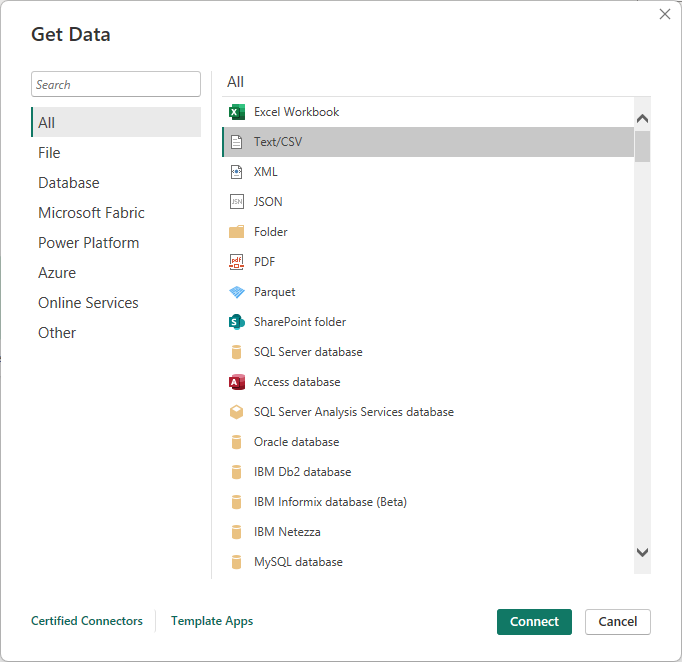 Get Data
Search
All
File
Database
Microsoft Fabric
Power Platform
Azure
Online Services
Other
All
Excel Workbook
Text/CSV
XML
JSON
Folder
PDF
Parquet
SharePoint folder
SQL Server database
Access database
SQL Server Analysis Services database
Oracle database
IBM Db2 database
IBM Informix database (Beta)
IBM Netezza
MySQL database
Certified Connectors
Template Apps
Connect
Cancel